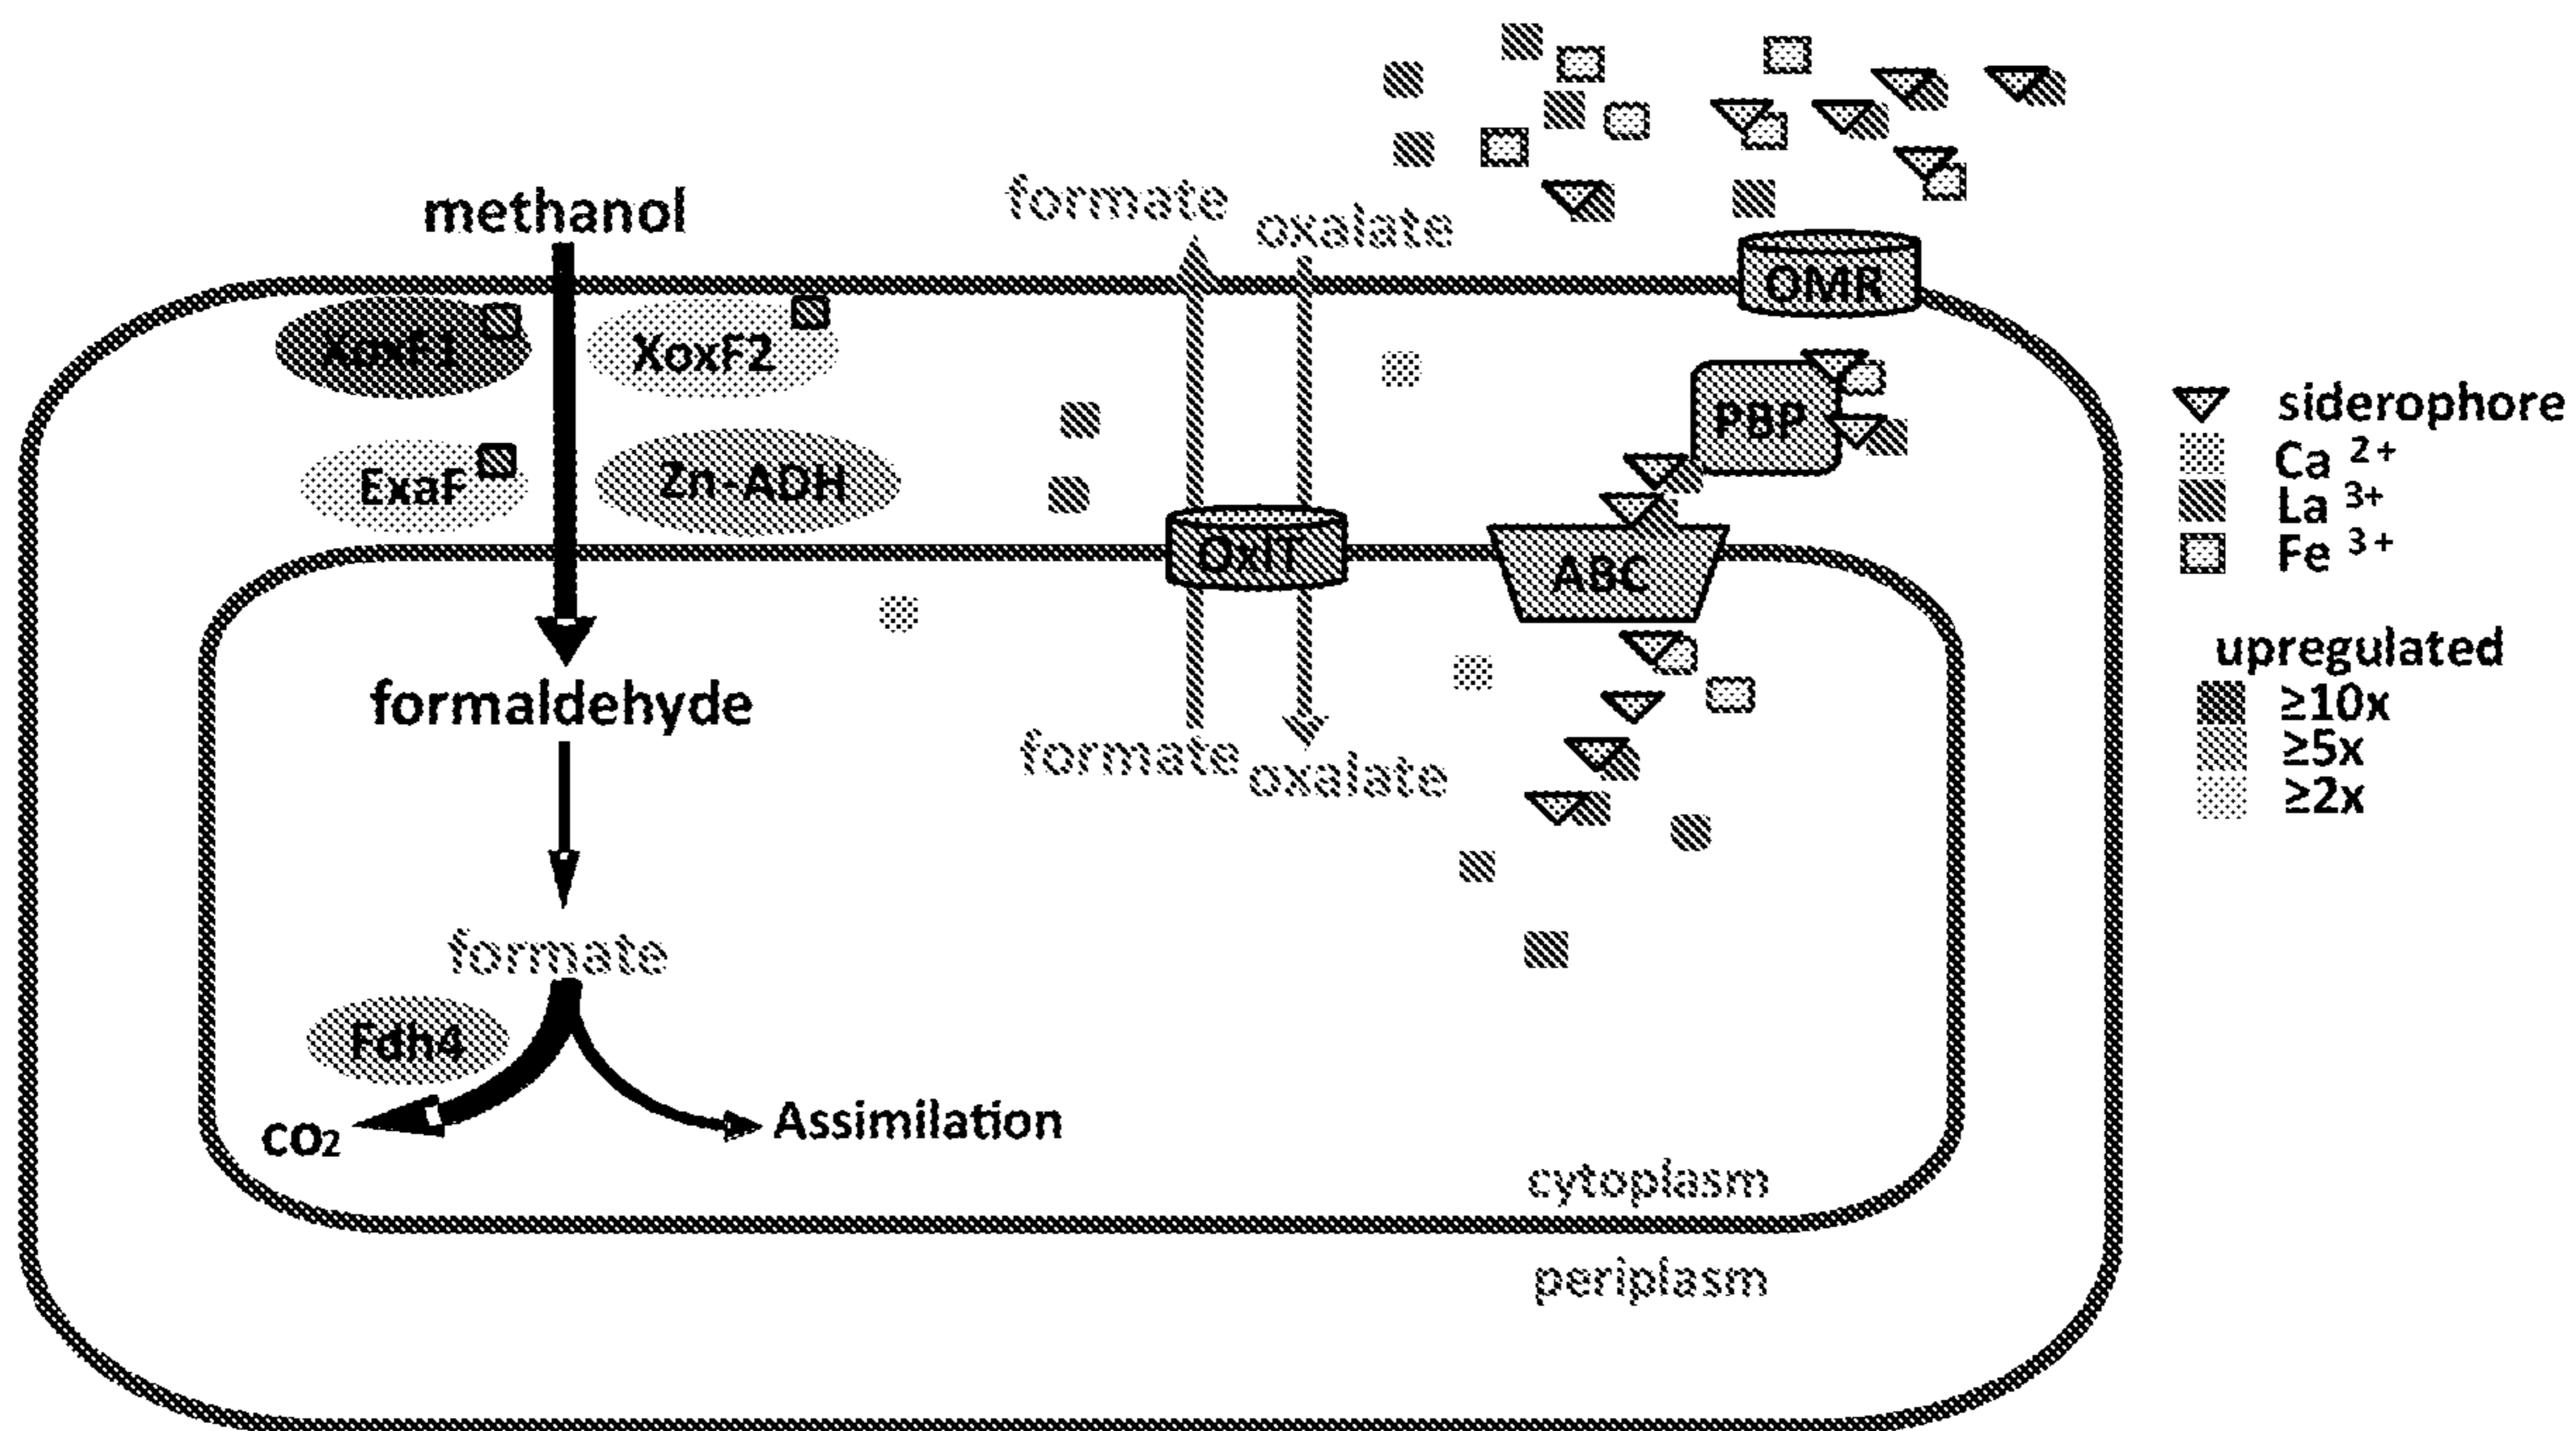 methanol
formate
oxalate
OMR
XoxF1
XoxF2
PBP
siderophore
Ca 2+
La 3+
Fe 3+
ExaF
Zn-ADH
OxlT
ABC
upregulated
≥10x
≥5x
≥2x
formaldehyde
formate
oxalate
formate
Fdh4
CO2
Assimilation
cytoplasm
periplasm